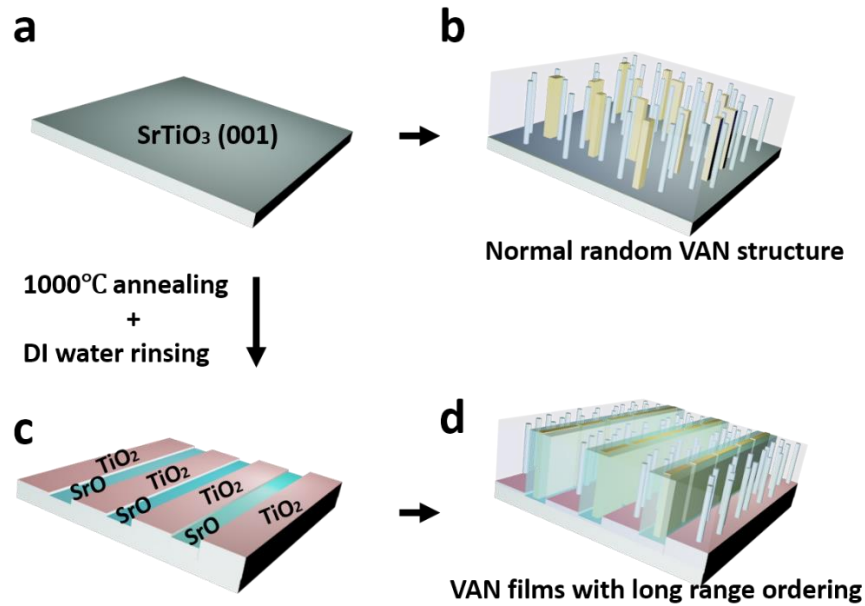 a
b
SrTiO₃ (001)
Normal random VAN structure
1000℃ annealing
+
DI water rinsing
c
d
TiO₂
SrO
TiO₂
SrO
TiO₂
SrO
TiO₂
VAN films with long range ordering